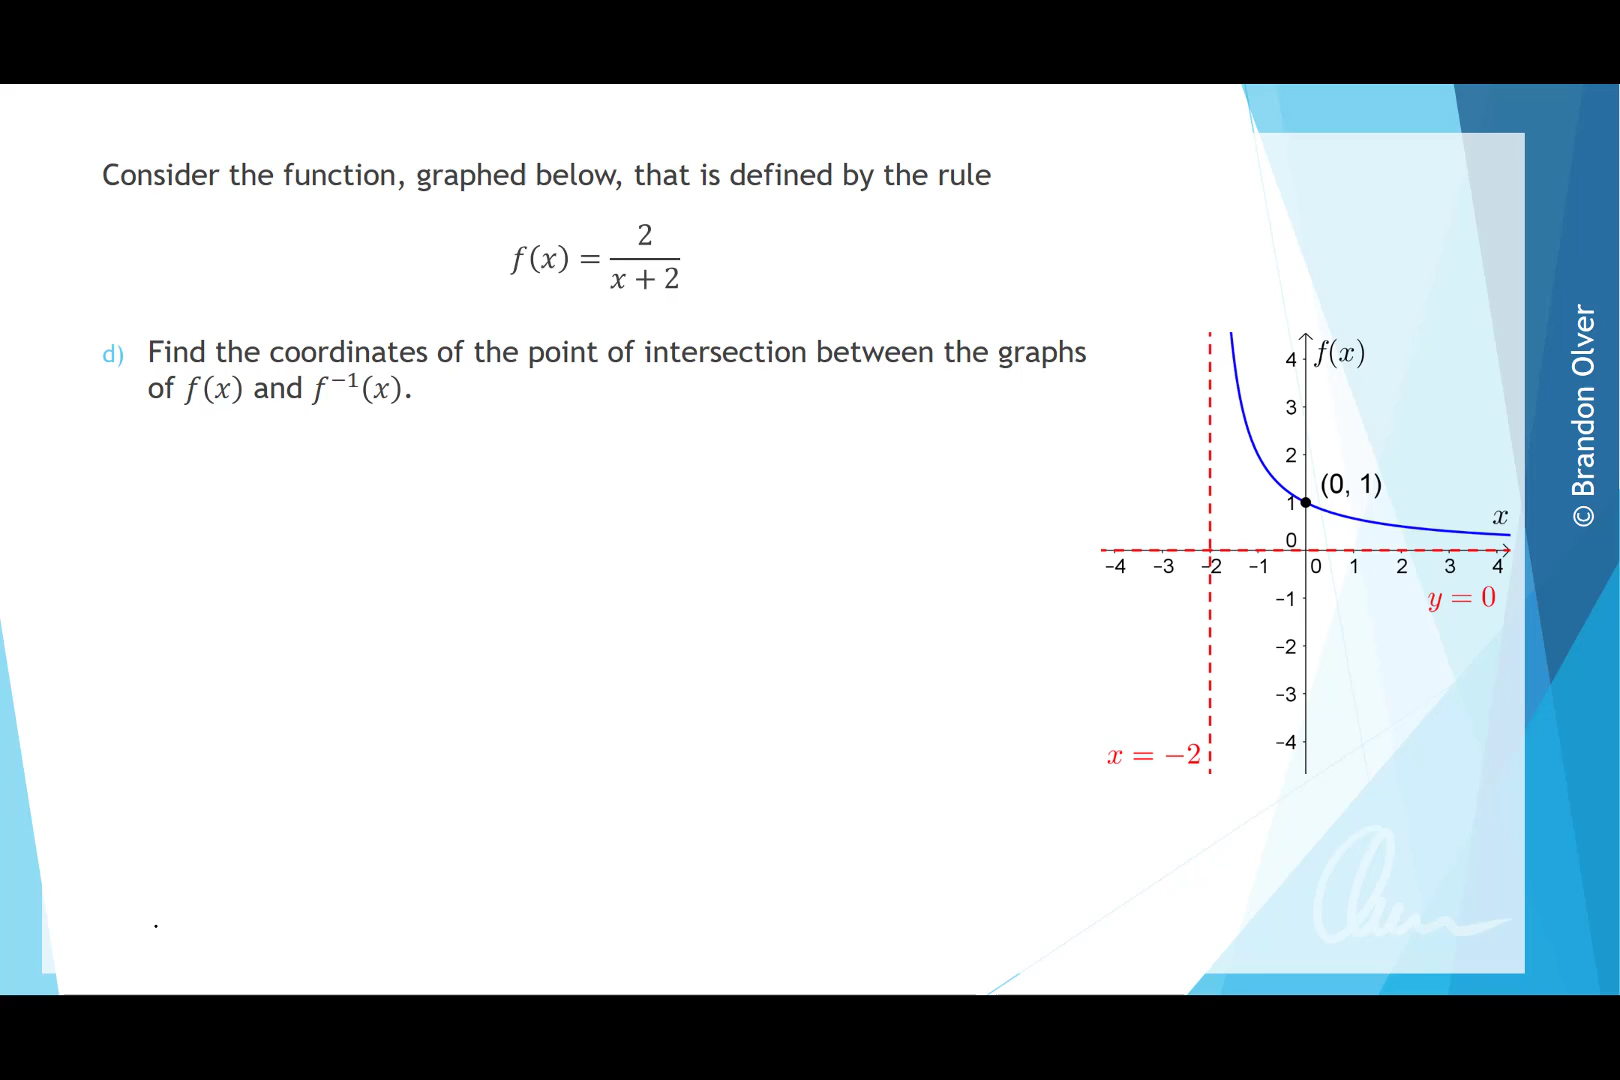 Consider the function, graphed below, that is defined by the rule
f(x) = 2/(x + 2)
d) Find the coordinates of the point of intersection between the graphs
of f(x) and f⁻¹(x).
4 f(x)
3
2
(0, 1)
1
x
0
−4 −3 −2 −1 0 1 2 3 4
−1 y = 0
−2
−3
−4
x = −2
© Brandon Olver